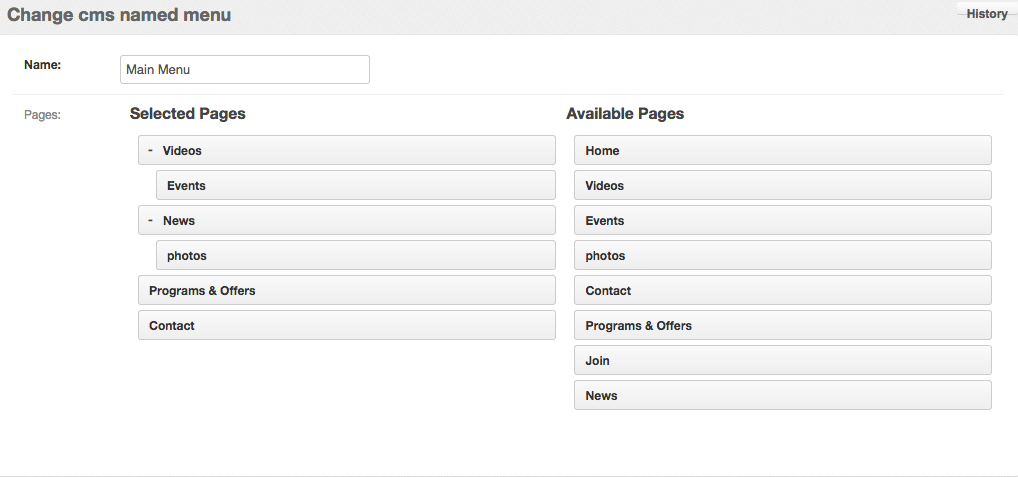 Change cms named menu
History
Name:
Main Menu
Pages:
Selected Pages
- Videos
Events
- News
photos
Programs & Offers
Contact
Available Pages
Home
Videos
Events
photos
Contact
Programs & Offers
Join
News